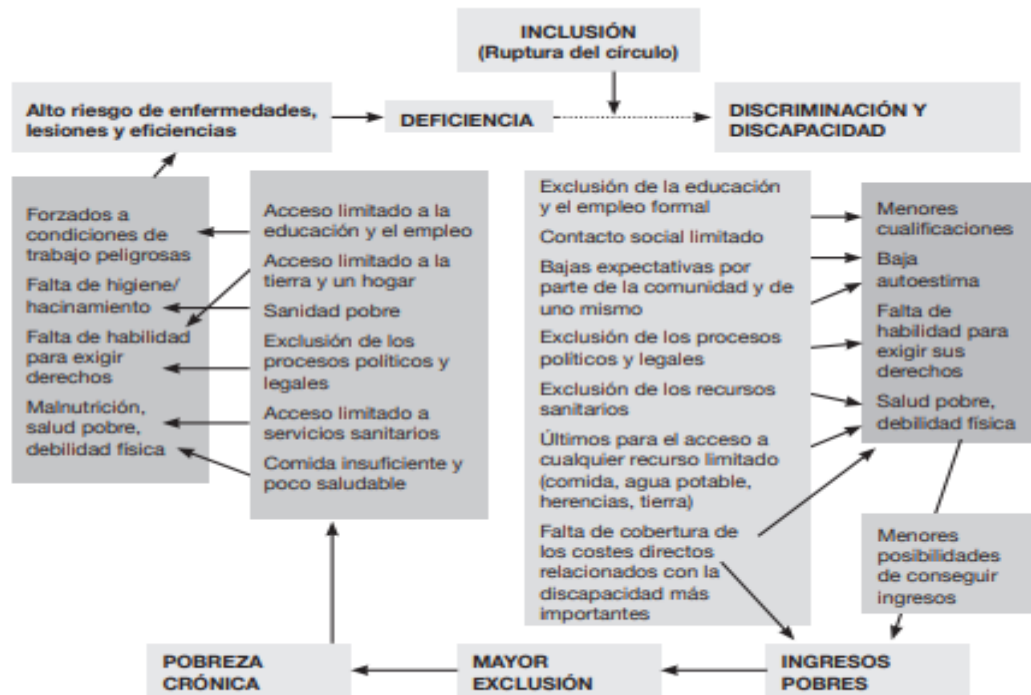 INCLUSIÓN
(Ruptura del círculo)
Alto riesgo de enfermedades,
lesiones y eficiencias
DEFICIENCIA
DISCRIMINACIÓN Y
DISCAPACIDAD
Forzados a
condiciones de
trabajo peligrosas
Falta de higiene/
hacinamiento
Falta de habilidad
para exigir
derechos
Malnutrición,
salud pobre,
debilidad física
Acceso limitado a la
educación y el empleo
Acceso limitado a la
tierra y un hogar
Sanidad pobre
Exclusión de los
procesos políticos y
legales
Acceso limitado a
servicios sanitarios
Comida insuficiente y
poco saludable
Exclusión de la educación
y el empleo formal
Contacto social limitado
Bajas expectativas por
parte de la comunidad y de
uno mismo
Exclusión de los procesos
políticos y legales
Exclusión de los recursos
sanitarios
Últimos para el acceso a
cualquier recurso limitado
(comida, agua potable,
herencias, tierra)
Falta de cobertura de
los costes directos
relacionados con la
discapacidad más
importantes
Menores
cualificaciones
Baja
autoestima
Falta de
habilidad para
exigir sus
derechos
Salud pobre,
debilidad física
Menores
posibilidades
de conseguir
ingresos
POBREZA
CRÓNICA
MAYOR
EXCLUSIÓN
INGRESOS
POBRES